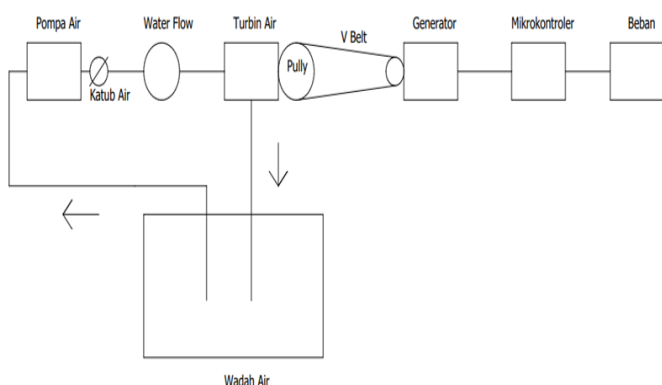 Pompa Air
Water Flow
Turbin Air
V Belt
Generator
Mikrokontroler
Beban
Pully
Katub Air
Wadah Air